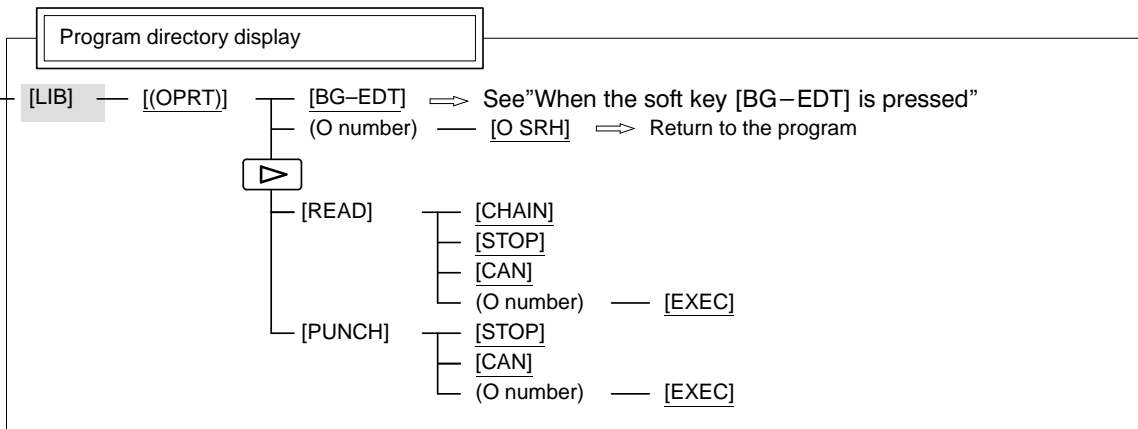 Program directory display
[LIB] [(OPRT)] [BG–EDT] See"When the soft key [BG–EDT] is pressed"
(O number) [O SRH] Return to the program
[READ] [CHAIN]
[STOP]
[CAN]
(O number) [EXEC]
[PUNCH] [STOP]
[CAN]
(O number) [EXEC]